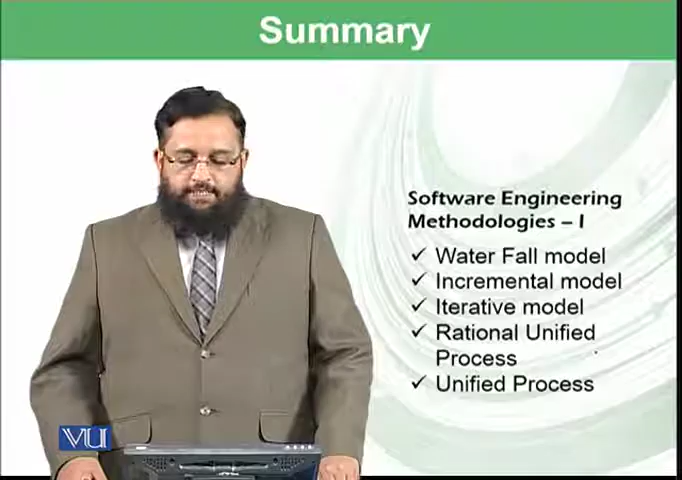 Summary
Software Engineering
Methodologies – I
✓ Water Fall model
✓ Incremental model
✓ Iterative model
✓ Rational Unified
Process
✓ Unified Process
VU